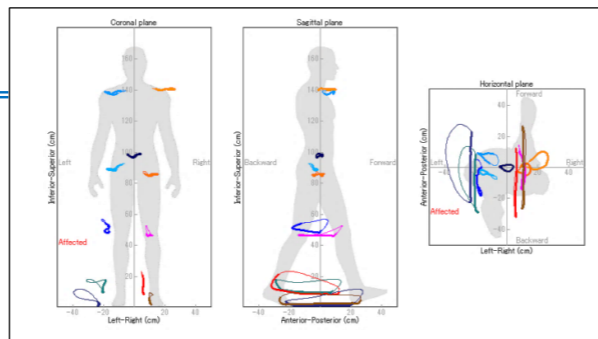 Coronal plane
160
140
120
100
80
60
40
20
Left
Right
Affected
Inferior-Superior (cm)
-40 -20 0 20 40
Left-Right (cm)
Sagittal plane
160
140
120
100
80
60
40
20
Backward
Forward
Inferior-Superior (cm)
-40 -20 0 20 40
Anterior-Posterior (cm)
Horizontal plane
Forward
40
20
Left
Right
-40
40
-20
-40
Affected
Backward
Anterior-Posterior (cm)
Left-Right (cm)